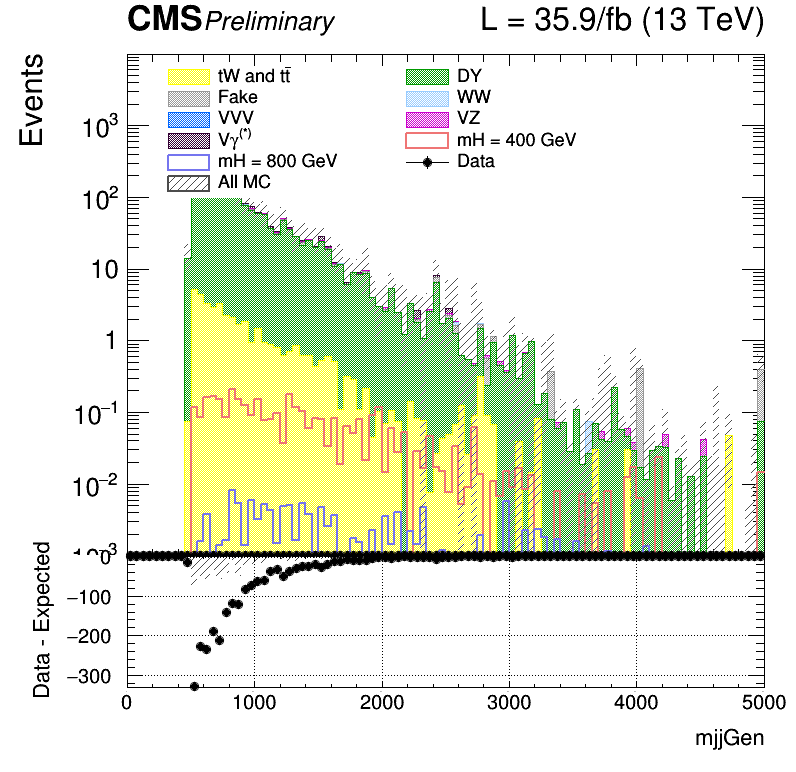 CMS Preliminary L = 35.9/fb (13 TeV)
Events
tW and tt̄ DY
Fake WW
VVV VZ
Vγ(*) mH = 400 GeV
mH = 800 GeV Data
All MC
10³
10²
10
1
10⁻¹
10⁻²
Data - Expected
0
−100
−200
−300
0 1000 2000 3000 4000 5000
mjjGen